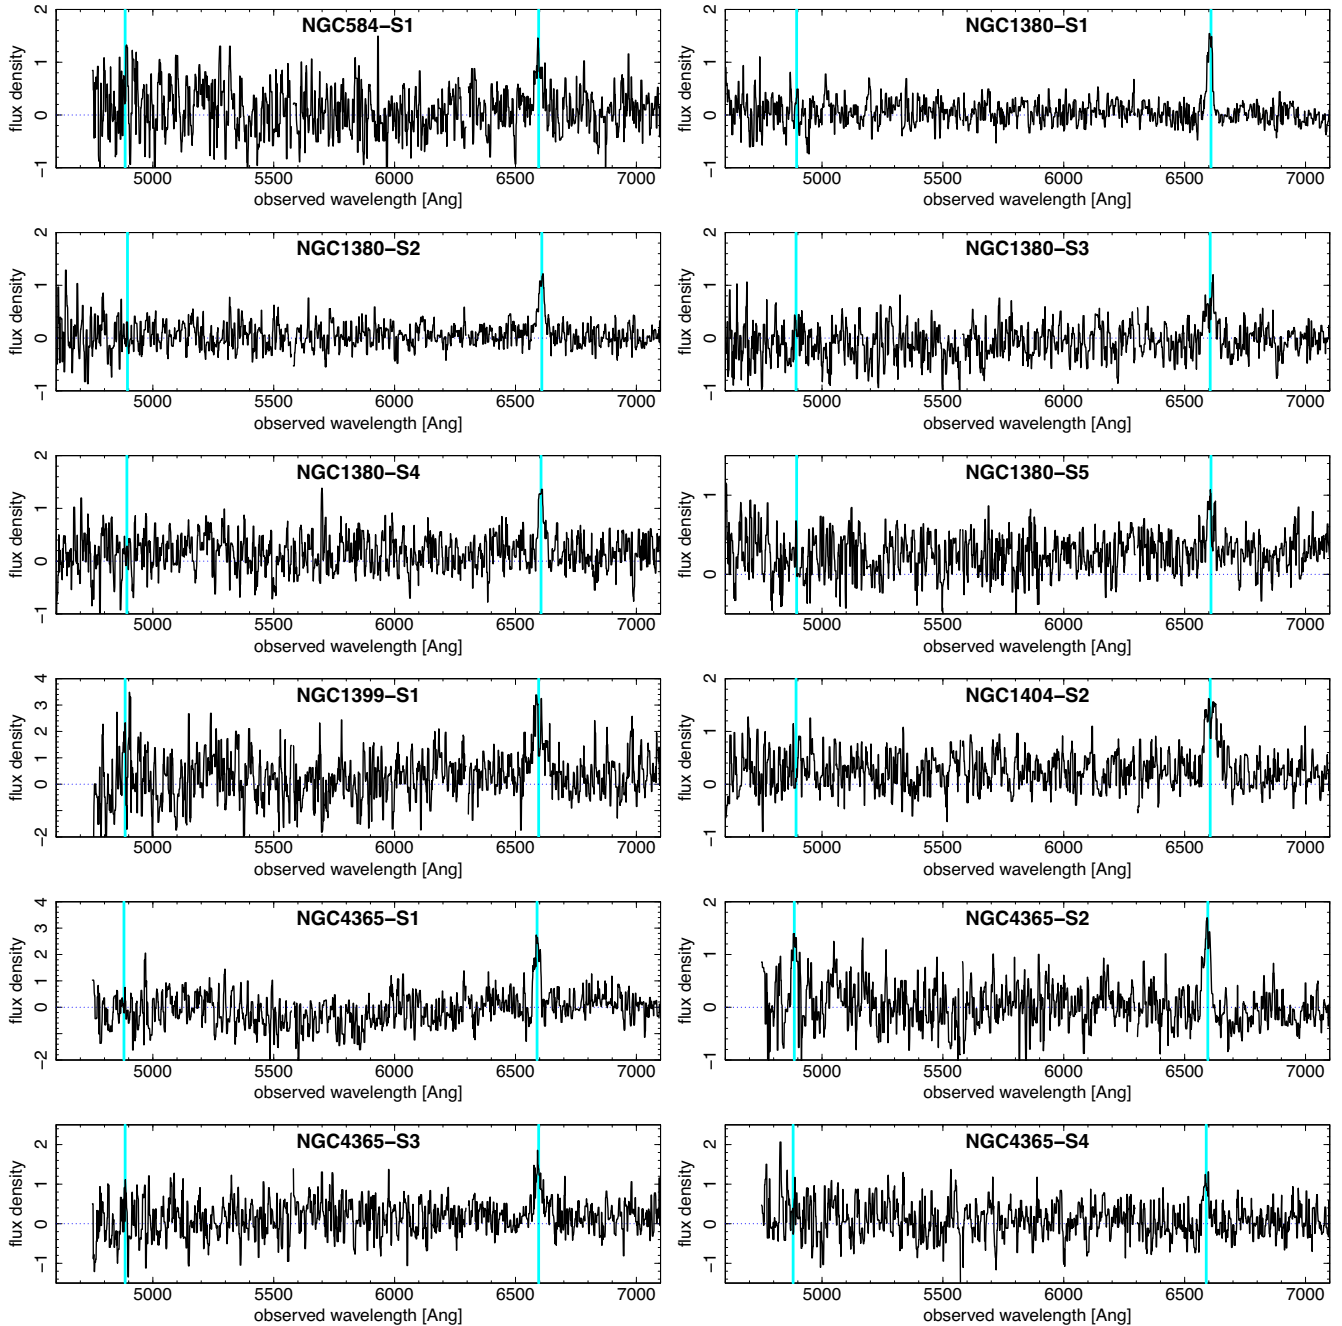 NGC584−S1
flux density
−1 0 1 2
5000 5500 6000 6500 7000
observed wavelength [Ang]
NGC1380−S1
flux density
−1 0 1 2
5000 5500 6000 6500 7000
observed wavelength [Ang]
NGC1380−S2
flux density
−1 0 1 2
5000 5500 6000 6500 7000
observed wavelength [Ang]
NGC1380−S3
flux density
−1 0 1 2
5000 5500 6000 6500 7000
observed wavelength [Ang]
NGC1380−S4
flux density
−1 0 1 2
5000 5500 6000 6500 7000
observed wavelength [Ang]
NGC1380−S5
flux density
0 1
5000 5500 6000 6500 7000
observed wavelength [Ang]
NGC1399−S1
flux density
−2 −1 0 1 2 3 4
5000 5500 6000 6500 7000
observed wavelength [Ang]
NGC1404−S2
flux density
−1 0 1 2
5000 5500 6000 6500 7000
observed wavelength [Ang]
NGC4365−S1
flux density
−2 0 1 2 3 4
5000 5500 6000 6500 7000
observed wavelength [Ang]
NGC4365−S2
flux density
−1 0 1 2
5000 5500 6000 6500 7000
observed wavelength [Ang]
NGC4365−S3
flux density
−1 0 1 2
5000 5500 6000 6500 7000
observed wavelength [Ang]
NGC4365−S4
flux density
−1 0 1 2
5000 5500 6000 6500 7000
observed wavelength [Ang]